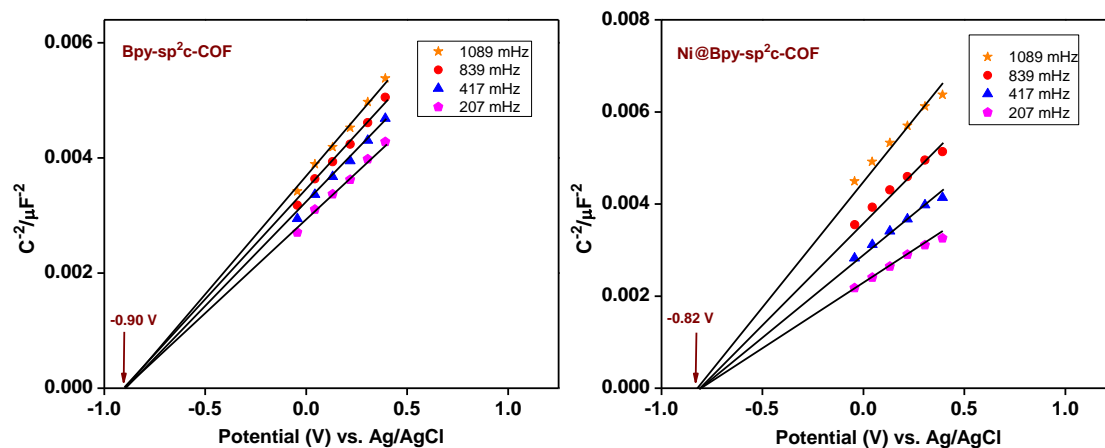 Bpy-sp²c-COF
1089 mHz
839 mHz
417 mHz
207 mHz
-0.90 V
0.006
0.004
0.002
0.000
-1.0 -0.5 0.0 0.5 1.0
C⁻²/µF⁻²
Potential (V) vs. Ag/AgCl
Ni@Bpy-sp²c-COF
1089 mHz
839 mHz
417 mHz
207 mHz
-0.82 V
0.008
0.006
0.004
0.002
0.000
-1.0 -0.5 0.0 0.5 1.0
C⁻²/µF⁻²
Potential (V) vs. Ag/AgCl